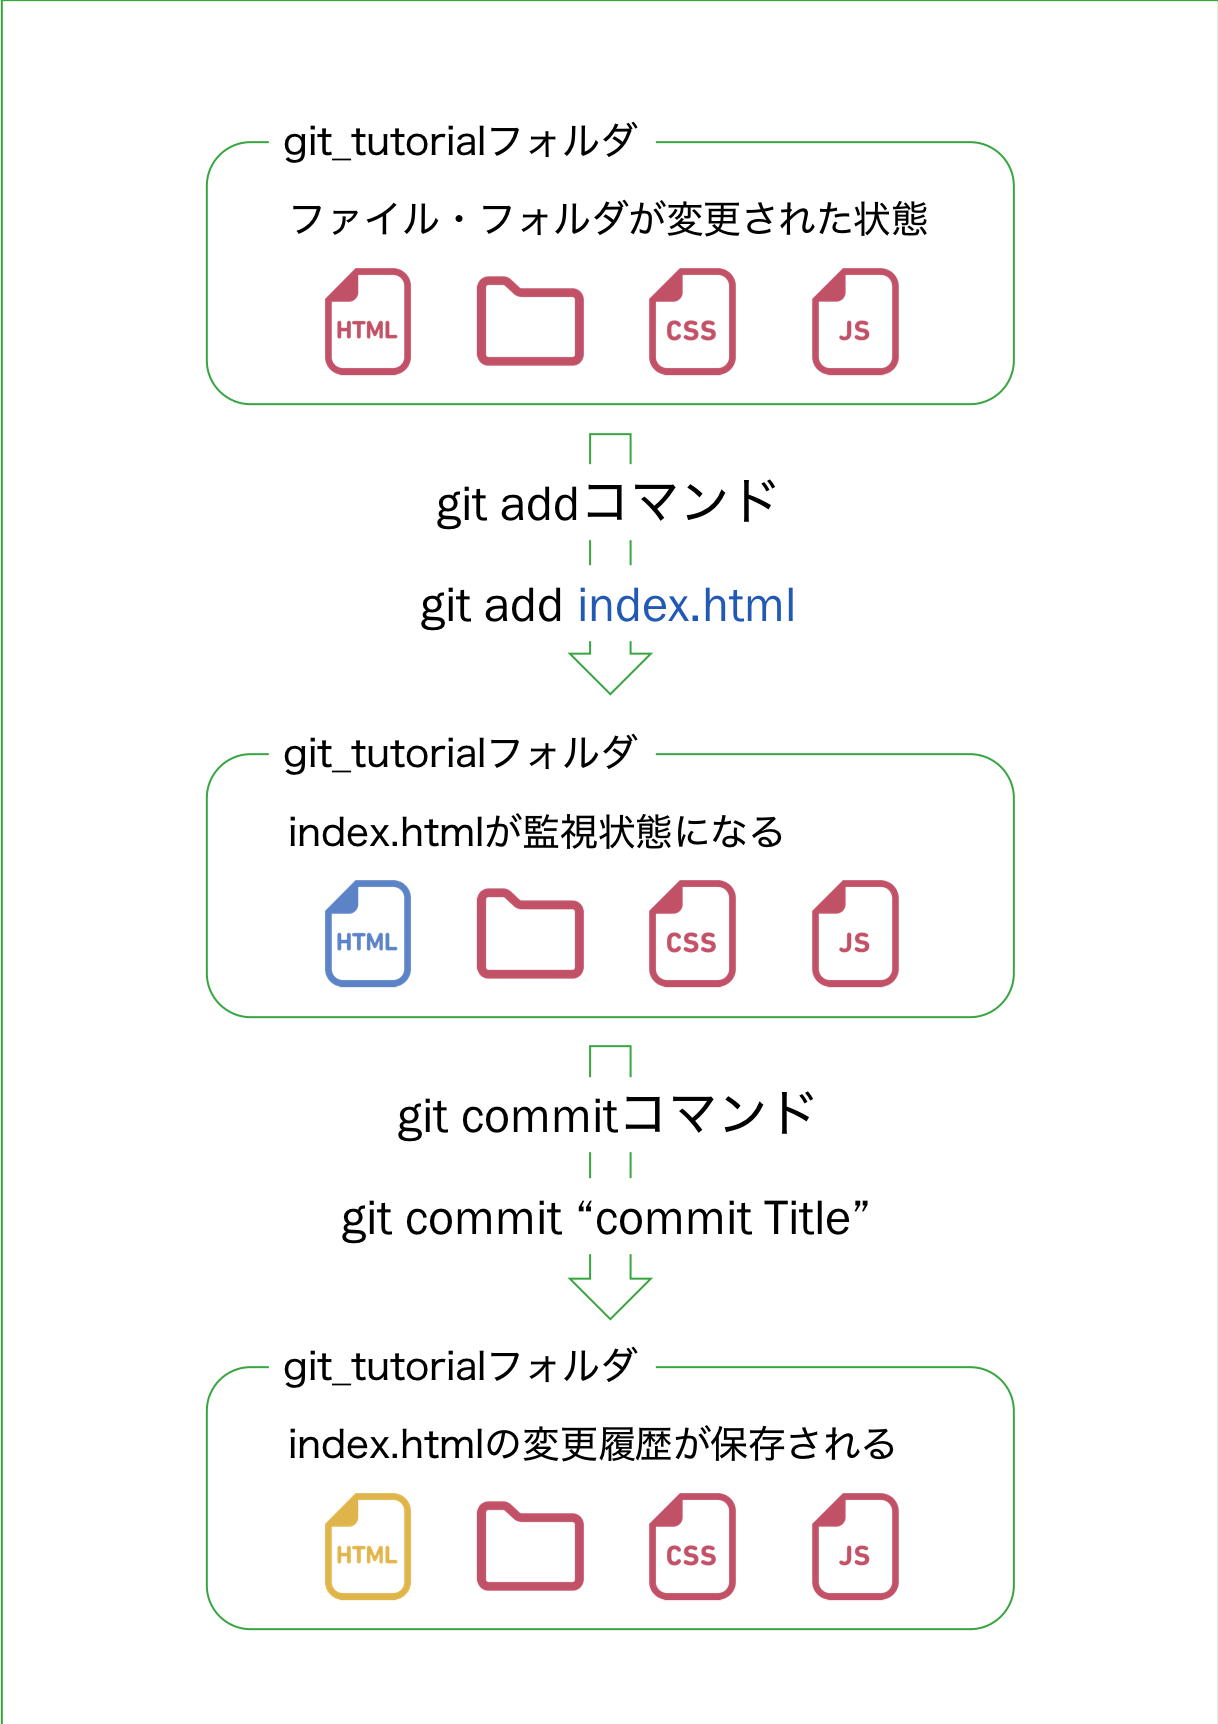 git_tutorialフォルダ
ファイル・フォルダが変更された状態
HTML CSS JS
git addコマンド
git add index.html
git_tutorialフォルダ
index.htmlが監視状態になる
HTML CSS JS
git commitコマンド
git commit “commit Title”
git_tutorialフォルダ
index.htmlの変更履歴が保存される
HTML CSS JS